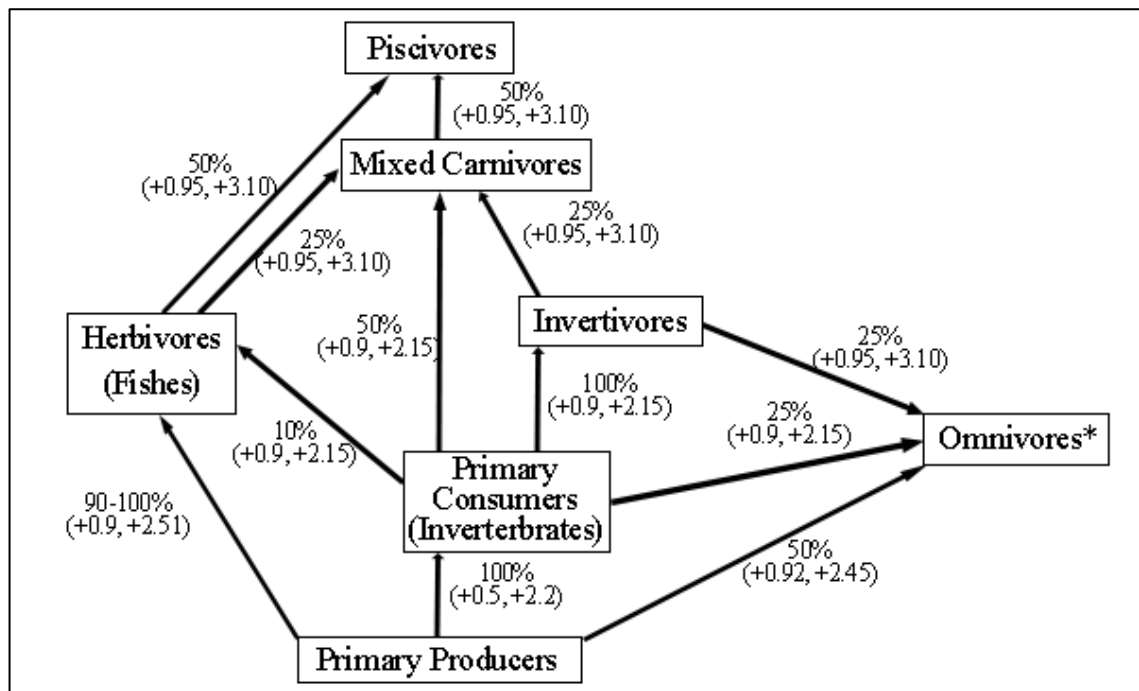 Piscivores
50%
(+0.95, +3.10)
Mixed Carnivores
50%
(+0.95, +3.10)
25%
(+0.95, +3.10)
25%
(+0.95, +3.10)
Herbivores
(Fishes)
50%
(+0.9, +2.15)
Invertivores
25%
(+0.95, +3.10)
100%
(+0.9, +2.15)
10%
(+0.9, +2.15)
25%
(+0.9, +2.15)
Omnivores*
Primary
Consumers
(Inverterbrates)
90-100%
(+0.9, +2.51)
100%
(+0.5, +2.2)
50%
(+0.92, +2.45)
Primary Producers